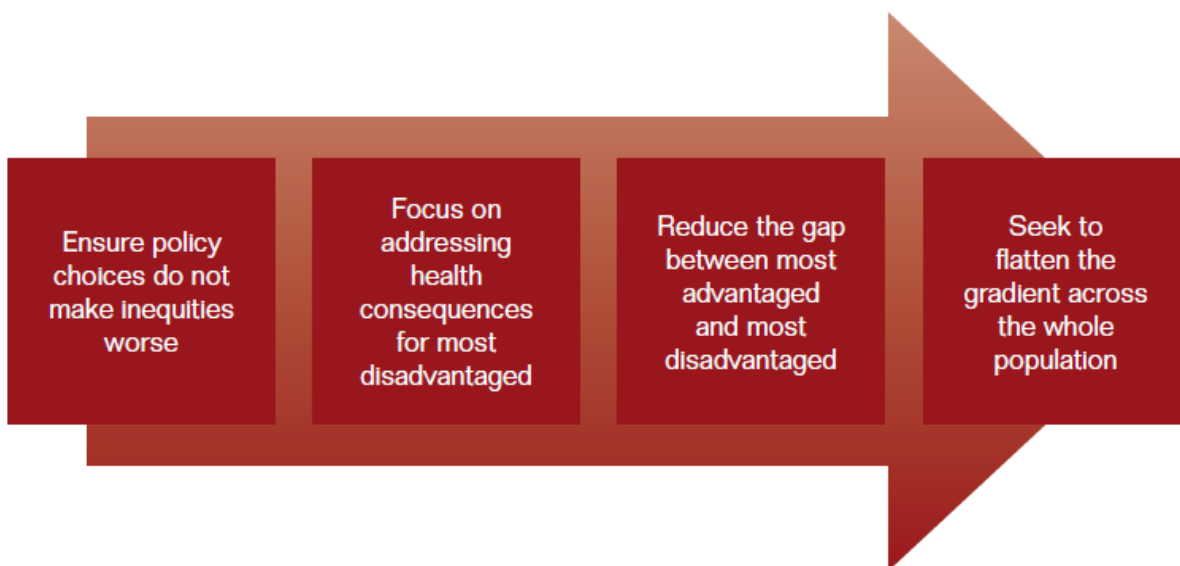 Ensure policy
choices do not
make inequities
worse
Focus on
addressing
health
consequences
for most
disadvantaged
Reduce the gap
between most
advantaged
and most
disadvantaged
Seek to
flatten the
gradient across
the whole
population